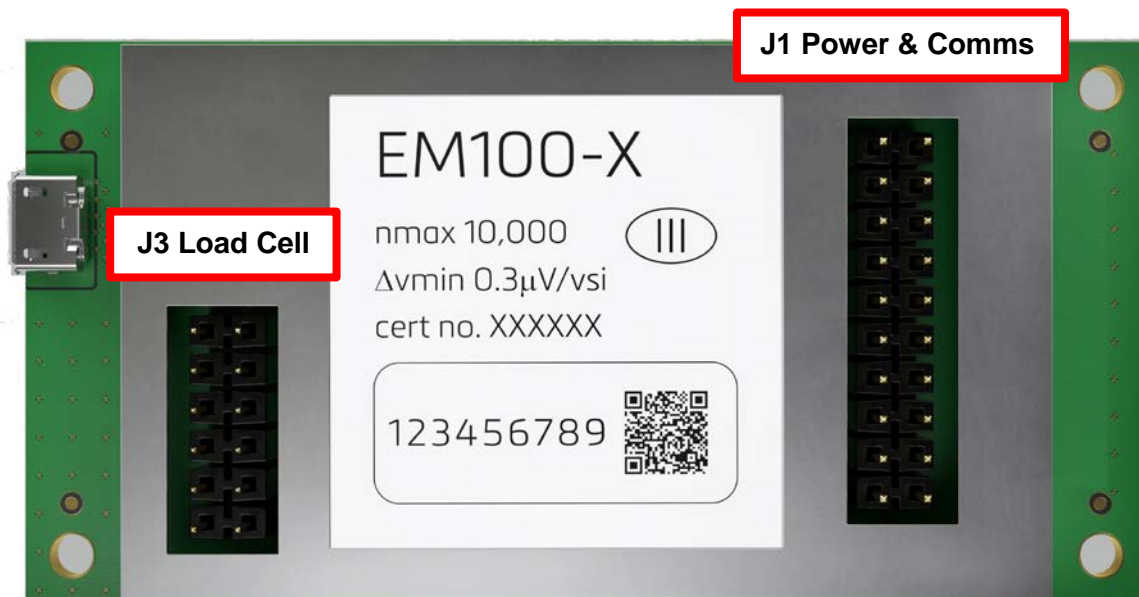 J1 Power & Comms
EM100-X
J3 Load Cell
nmax 10,000
III
Δvmin 0.3μV/vsi
cert no. XXXXXX
123456789